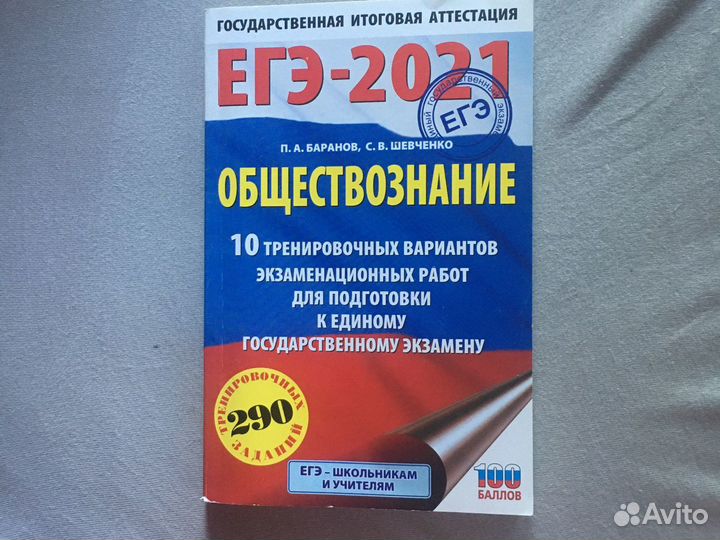 ГОСУДАРСТВЕННАЯ ИТОГОВАЯ АТТЕСТАЦИЯ
ЕГЭ-2021
государственный
ЕГЭ
П. А. БАРАНОВ, С. В. ШЕВЧЕНКО
ОБЩЕСТВОЗНАНИЕ
10 ТРЕНИРОВОЧНЫХ ВАРИАНТОВ
ЭКЗАМЕНАЦИОННЫХ РАБОТ
ДЛЯ ПОДГОТОВКИ
К ЕДИНОМУ
ГОСУДАРСТВЕННОМУ ЭКЗАМЕНУ
ТРЕНИРОВОЧНЫХ
290
ЗАДАНИЙ
ЕГЭ – ШКОЛЬНИКАМ
И УЧИТЕЛЯМ
100
БАЛЛОВ
Avito